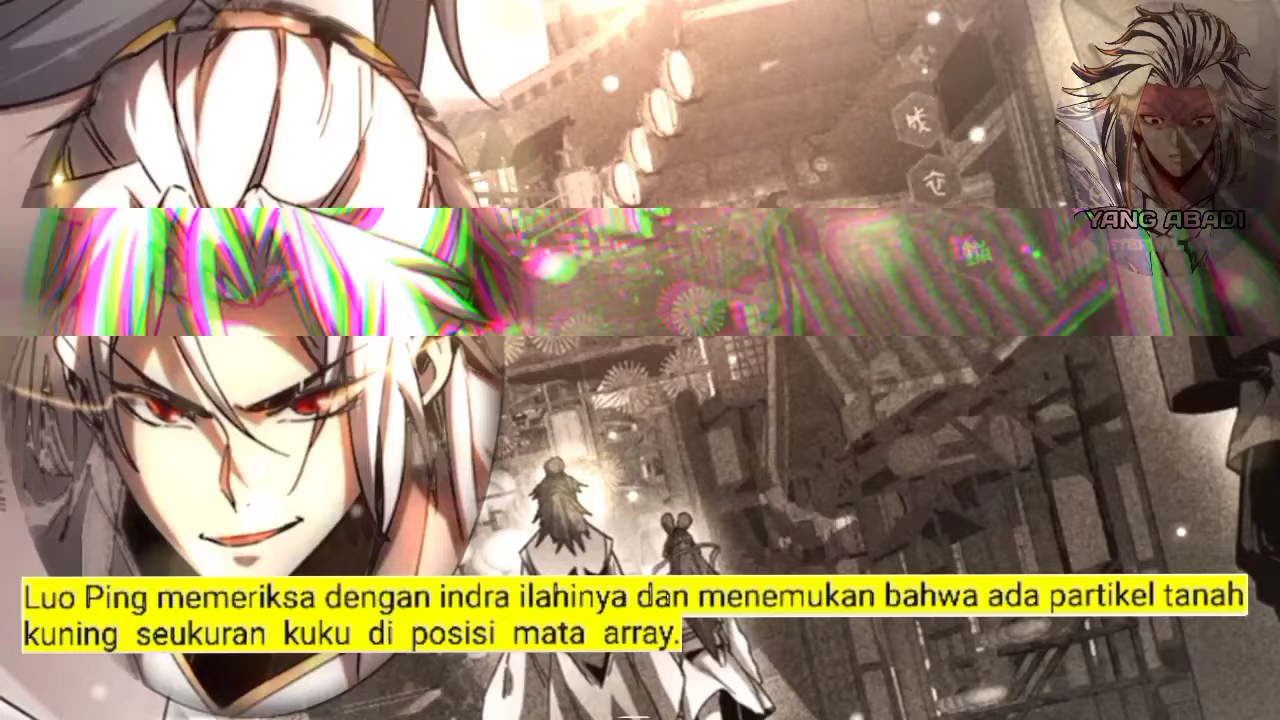 YANG ABADI
Luo Ping memeriksa dengan indra ilahinya dan menemukan bahwa ada partikel tanah
kuning seukuran kuku di posisi mata array.